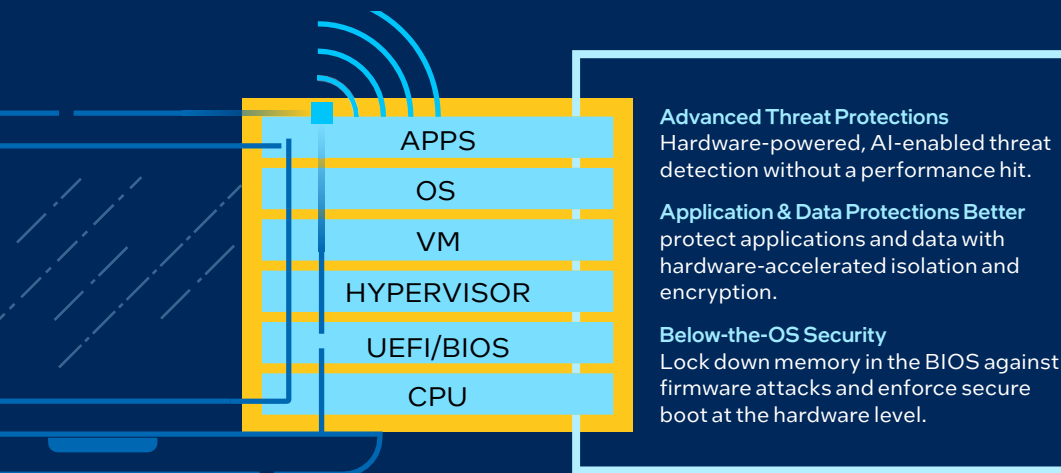 APPS
OS
VM
HYPERVISOR
UEFI/BIOS
CPU
Advanced Threat Protections
Hardware-powered, AI-enabled threat
detection without a performance hit.
Application & Data Protections Better
protect applications and data with
hardware-accelerated isolation and
encryption.
Below-the-OS Security
Lock down memory in the BIOS against
firmware attacks and enforce secure
boot at the hardware level.